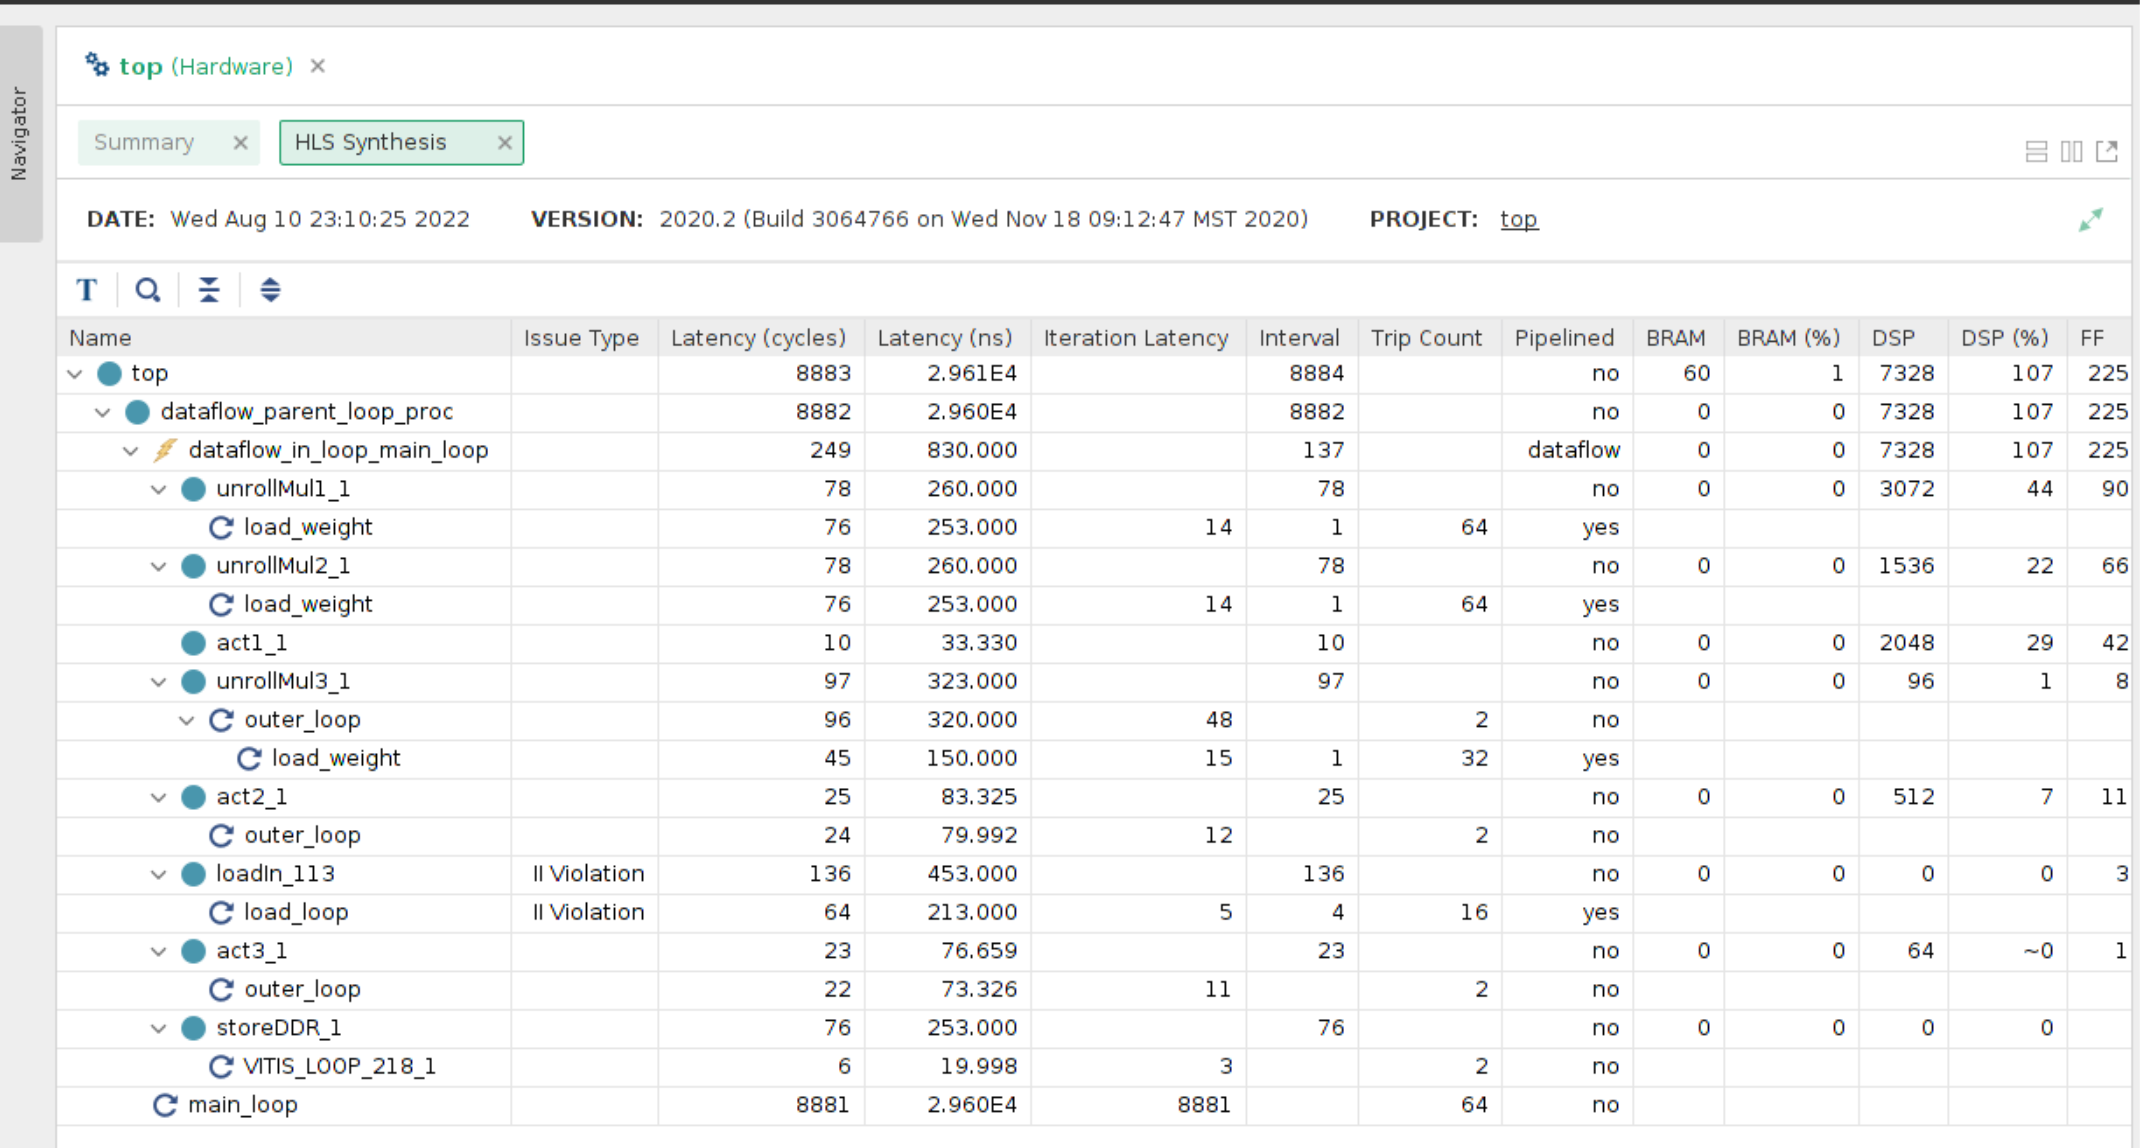 Navigator
top (Hardware) ×
Summary × HLS Synthesis ×
DATE: Wed Aug 10 23:10:25 2022 VERSION: 2020.2 (Build 3064766 on Wed Nov 18 09:12:47 MST 2020) PROJECT: top
T
Name Issue Type Latency (cycles) Latency (ns) Iteration Latency Interval Trip Count Pipelined BRAM BRAM (%) DSP DSP (%) FF
top 8883 2.961E4 8884 no 60 1 7328 107 225
dataflow_parent_loop_proc 8882 2.960E4 8882 no 0 0 7328 107 225
dataflow_in_loop_main_loop 249 830.000 137 dataflow 0 0 7328 107 225
unrollMul1_1 78 260.000 78 no 0 0 3072 44 90
load_weight 76 253.000 14 1 64 yes
unrollMul2_1 78 260.000 78 no 0 0 1536 22 66
load_weight 76 253.000 14 1 64 yes
act1_1 10 33.330 10 no 0 0 2048 29 42
unrollMul3_1 97 323.000 97 no 0 0 96 1 8
outer_loop 96 320.000 48 2 no
load_weight 45 150.000 15 1 32 yes
act2_1 25 83.325 25 no 0 0 512 7 11
outer_loop 24 79.992 12 2 no
loadIn_113 II Violation 136 453.000 136 no 0 0 0 0 3
load_loop II Violation 64 213.000 5 4 16 yes
act3_1 23 76.659 23 no 0 0 64 ~0 1
outer_loop 22 73.326 11 2 no
storeDDR_1 76 253.000 76 no 0 0 0 0
VITIS_LOOP_218_1 6 19.998 3 2 no
main_loop 8881 2.960E4 8881 64 no